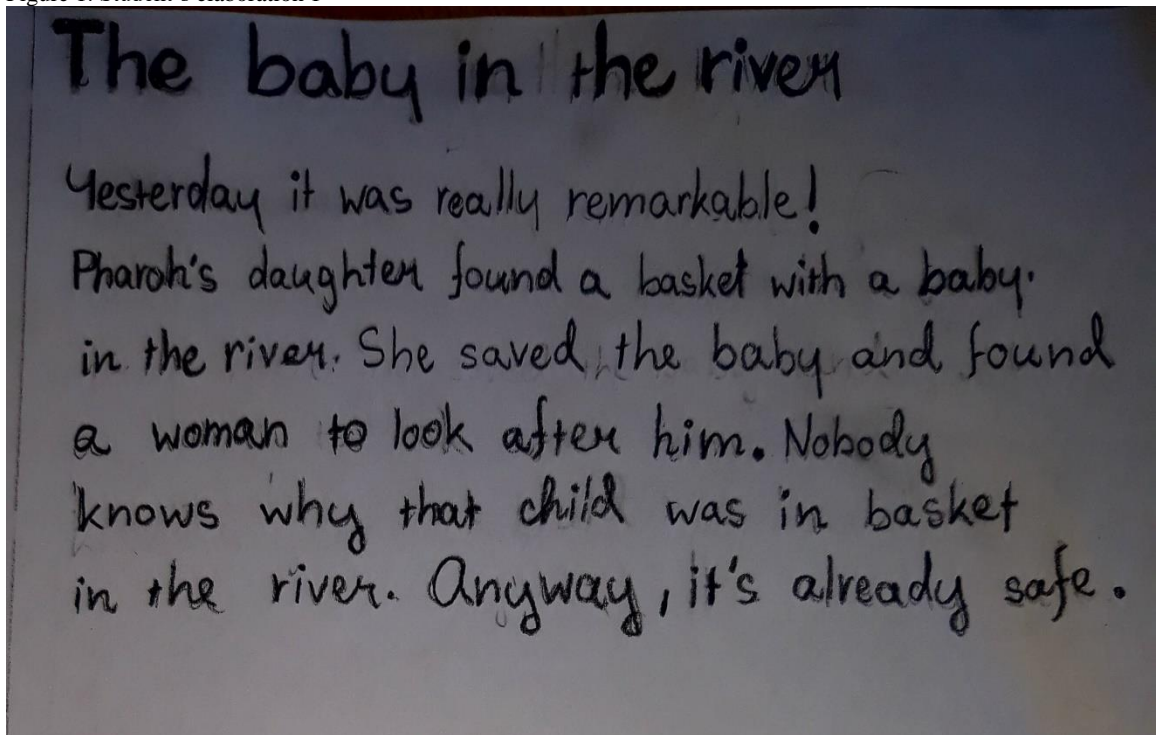 The baby in the river
Yesterday it was really remarkable!
Pharoh's daughter found a basket with a baby.
in the river. She saved the baby and found
a woman to look after him. Nobody
knows why that child was in basket
in the river. Anyway, it's already safe.